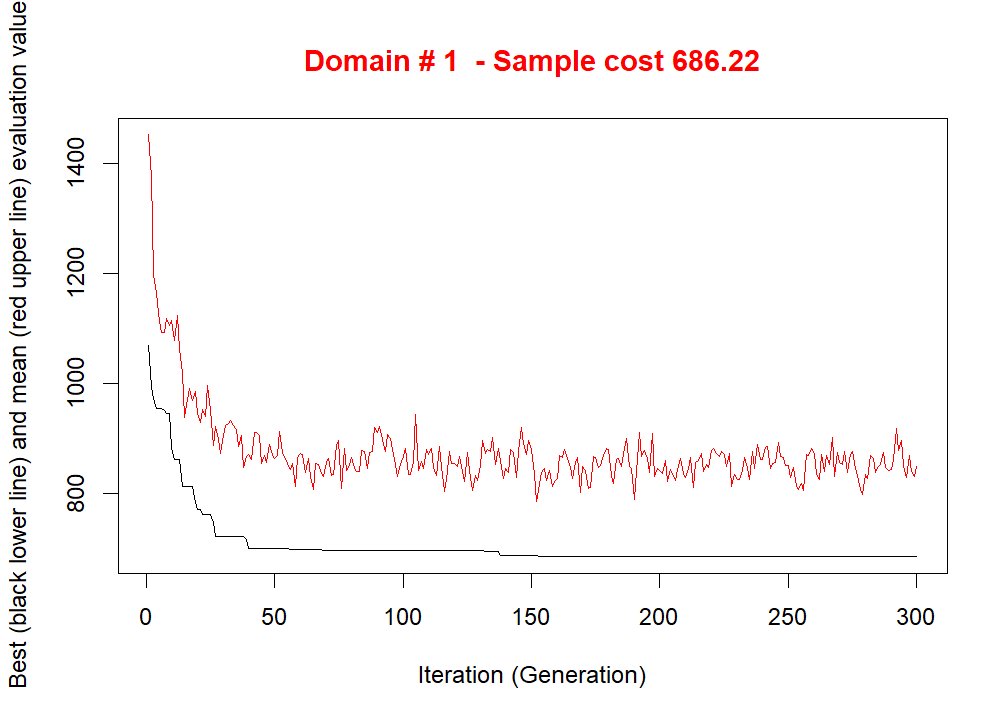 Domain # 1  - Sample cost 686.22
Best (black lower line) and mean (red upper line) evaluation value
1400
1200
1000
800
0 50 100 150 200 250 300
Iteration (Generation)